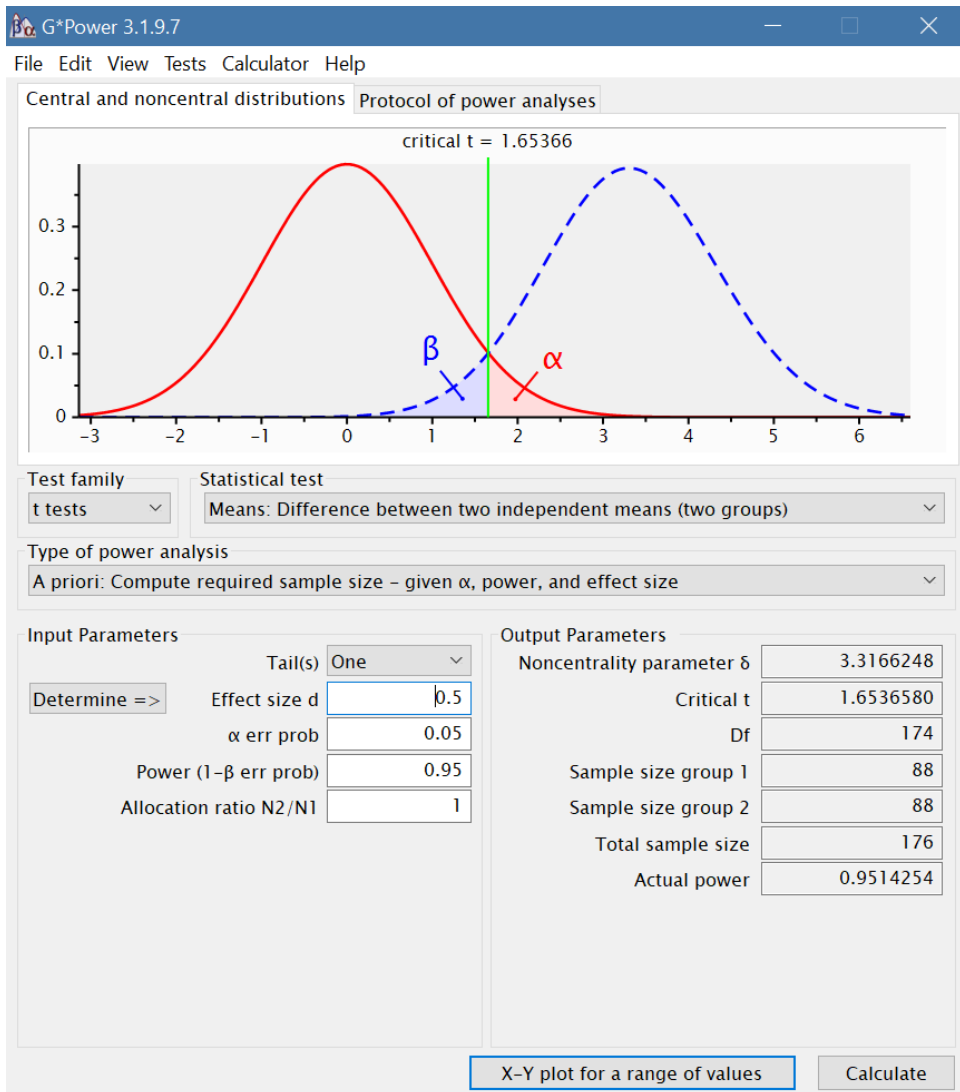 G*Power 3.1.9.7
File Edit View Tests Calculator Help
Central and noncentral distributions Protocol of power analyses
critical t = 1.65366
0.3
0.2
0.1
0
β
α
-3 -2 -1 0 1 2 3 4 5 6
Test family Statistical test
t tests Means: Difference between two independent means (two groups)
Type of power analysis
A priori: Compute required sample size – given α, power, and effect size
Input Parameters Output Parameters
Tail(s) One Noncentrality parameter δ 3.3166248
Determine => Effect size d 0.5 Critical t 1.6536580
α err prob 0.05 Df 174
Power (1-β err prob) 0.95 Sample size group 1 88
Allocation ratio N2/N1 1 Sample size group 2 88
Total sample size 176
Actual power 0.9514254
X-Y plot for a range of values Calculate